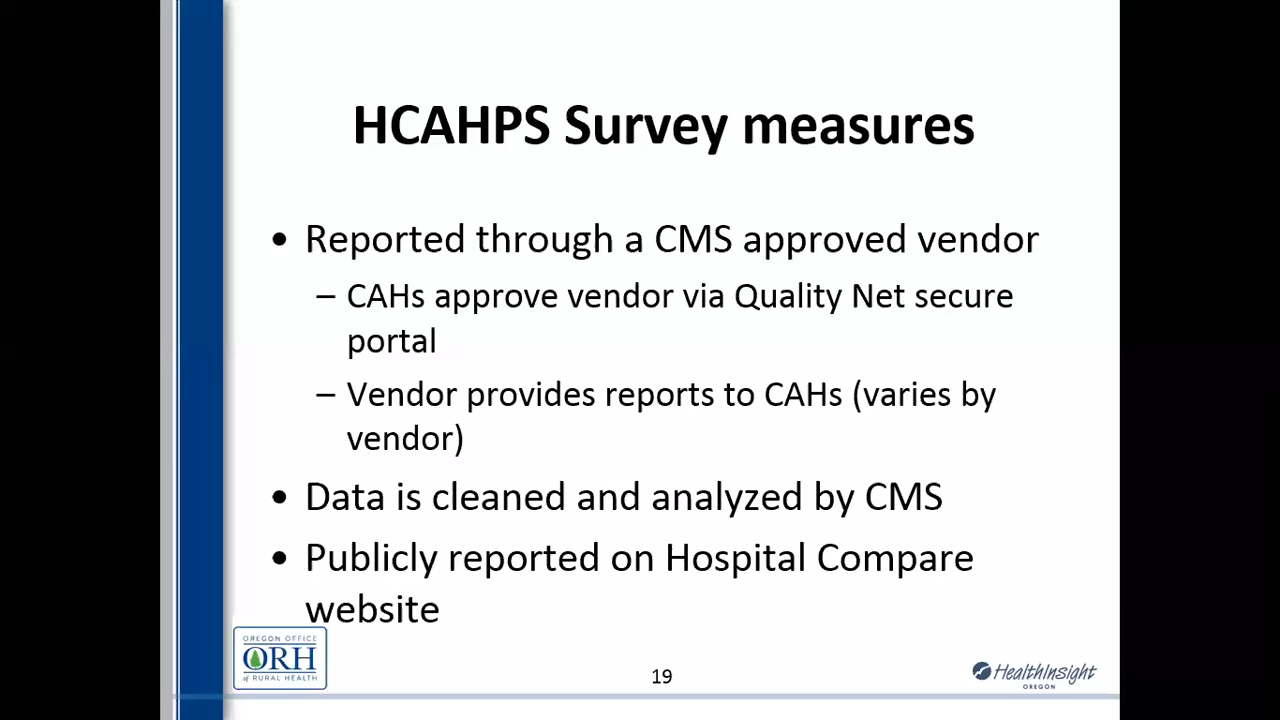 HCAHPS Survey measures
• Reported through a CMS approved vendor
– CAHs approve vendor via Quality Net secure
portal
– Vendor provides reports to CAHs (varies by
vendor)
• Data is cleaned and analyzed by CMS
• Publicly reported on Hospital Compare
website
OREGON OFFICE
ORH
of RURAL HEALTH
19
HealthInsight
OREGON